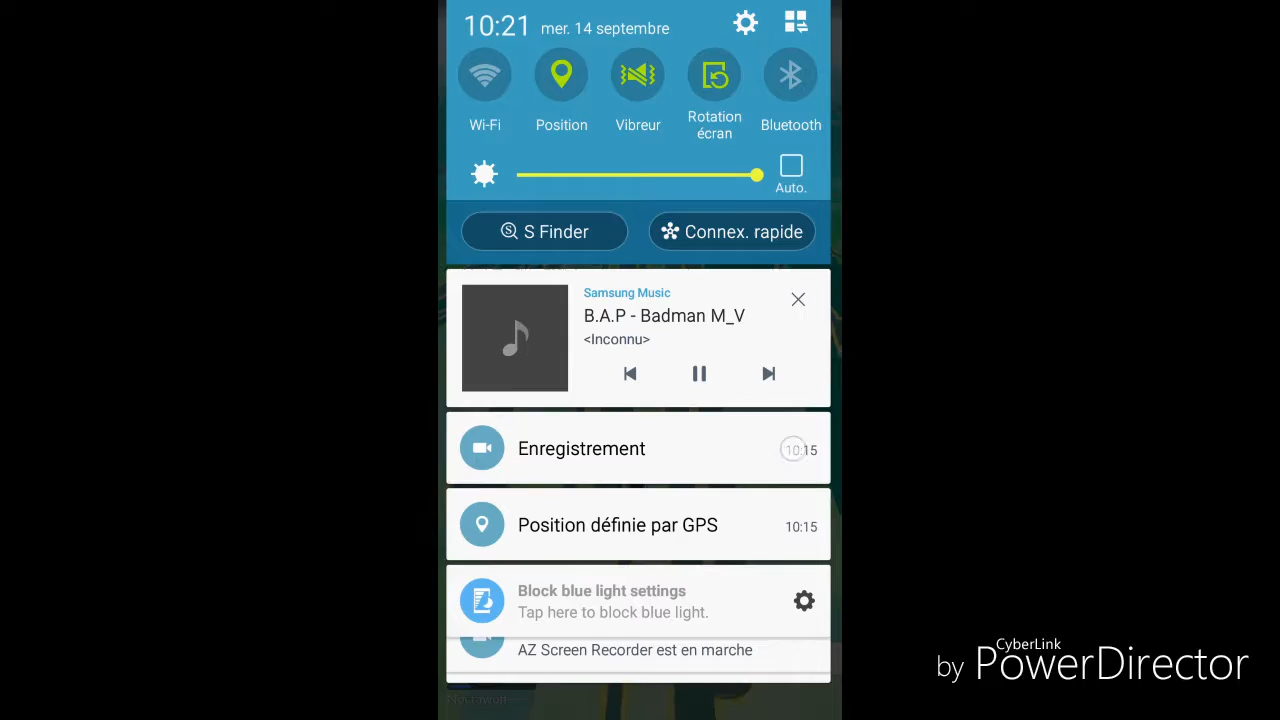 10:21 mer. 14 septembre
Wi-Fi
Position
Vibreur
Rotation
écran
Bluetooth
Auto.
S Finder
Connex. rapide
Samsung Music
B.A.P - Badman M_V
<Inconnu>
Enregistrement 10:15
Position définie par GPS 10:15
Block blue light settings
Tap here to block blue light.
AZ Screen Recorder est en marche
CyberLink
by PowerDirector